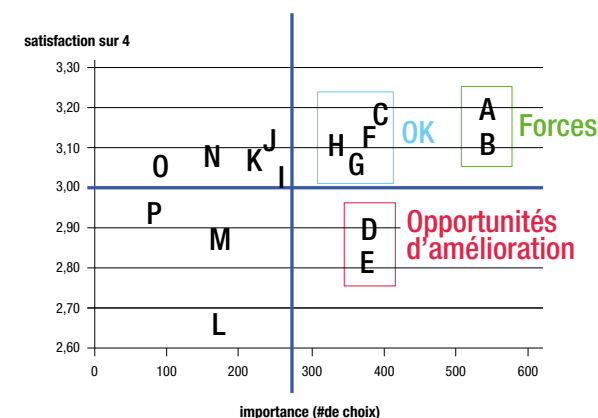 satisfaction sur 4
3,30
3,20
3,10
3,00
2,90
2,80
2,70
2,60
A
C
OK
Forces
H
F
B
J
N
K
G
O
I
P
D
Opportunités
M
d’amélioration
E
L
0
100
200
300
400
500
600
importance (#de choix)